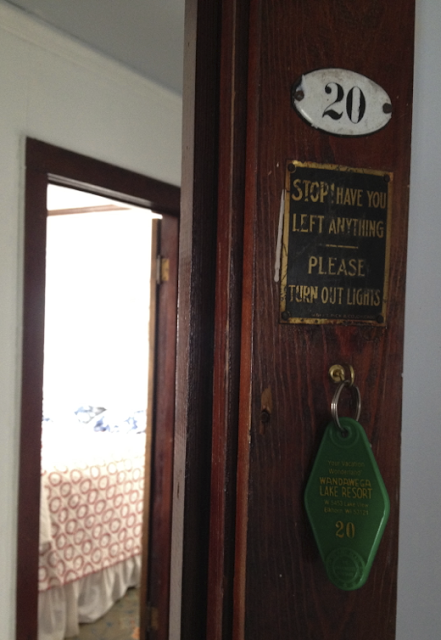 20
STOP! HAVE YOU
LEFT ANYTHING
PLEASE
TURN OUT LIGHTS
WANDAWEGA
LAKE RESORT
20